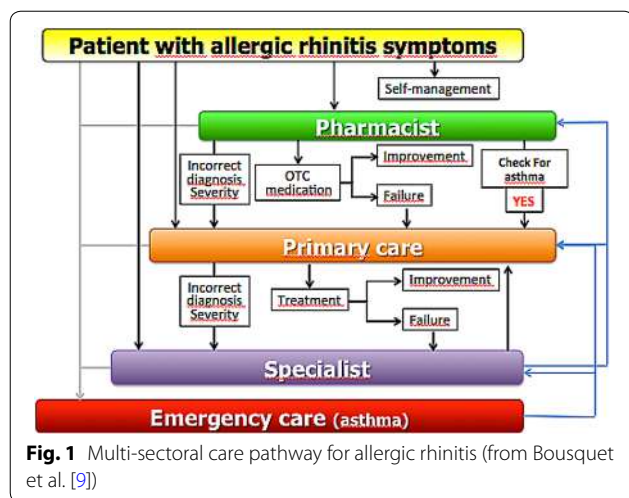 Patient with allergic rhinitis symptoms
Self-management
Pharmacist
Incorrect
diagnosis
Severity
OTC
medication
Improvement
Failure
Check For
asthma
YES
Primary care
Incorrect
diagnosis
Severity
Treatment
Improvement
Failure
Specialist
Emergency care (asthma)
Fig. 1 Multi-sectoral care pathway for allergic rhinitis (from Bousquet
et al. [9])